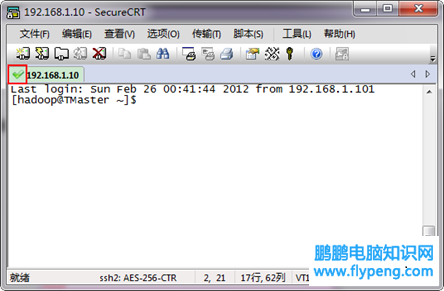 192.168.1.10 - SecureCRT
文件(F) 编辑(E) 查看(V) 选项(O) 传输(T) 脚本(S) 工具(L) 帮助(H)
192.168.1.10
Last login: Sun Feb 26 00:41:44 2012 from 192.168.1.101
[hadoop@TMaster ~]$
鹏鹏电脑知识网
www.flypeng.com
就绪 ssh2: AES-256-CTR 2, 21 17行, 62列 VT1